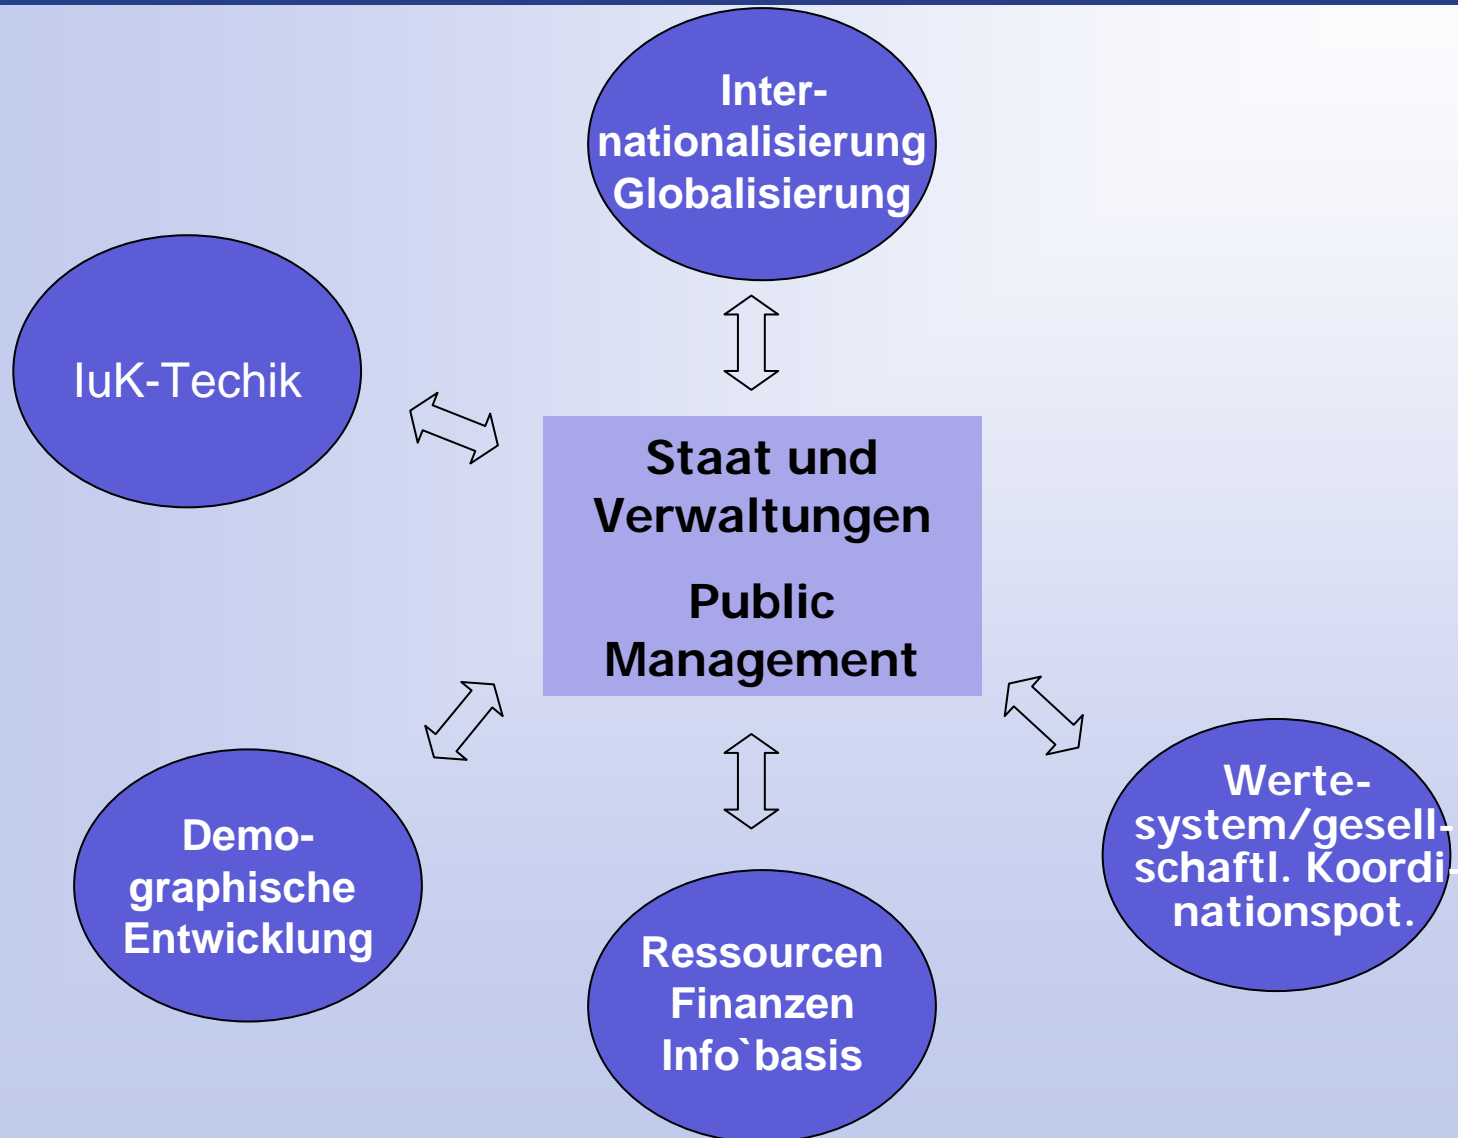 Inter-
nationalisierung
Globalisierung
IuK-Techik
Staat und
Verwaltungen
Public
Management
Demo-
graphische
Entwicklung
Ressourcen
Finanzen
Info`basis
Werte-
system/gesell-
schaftl. Koordi-
nationspot.